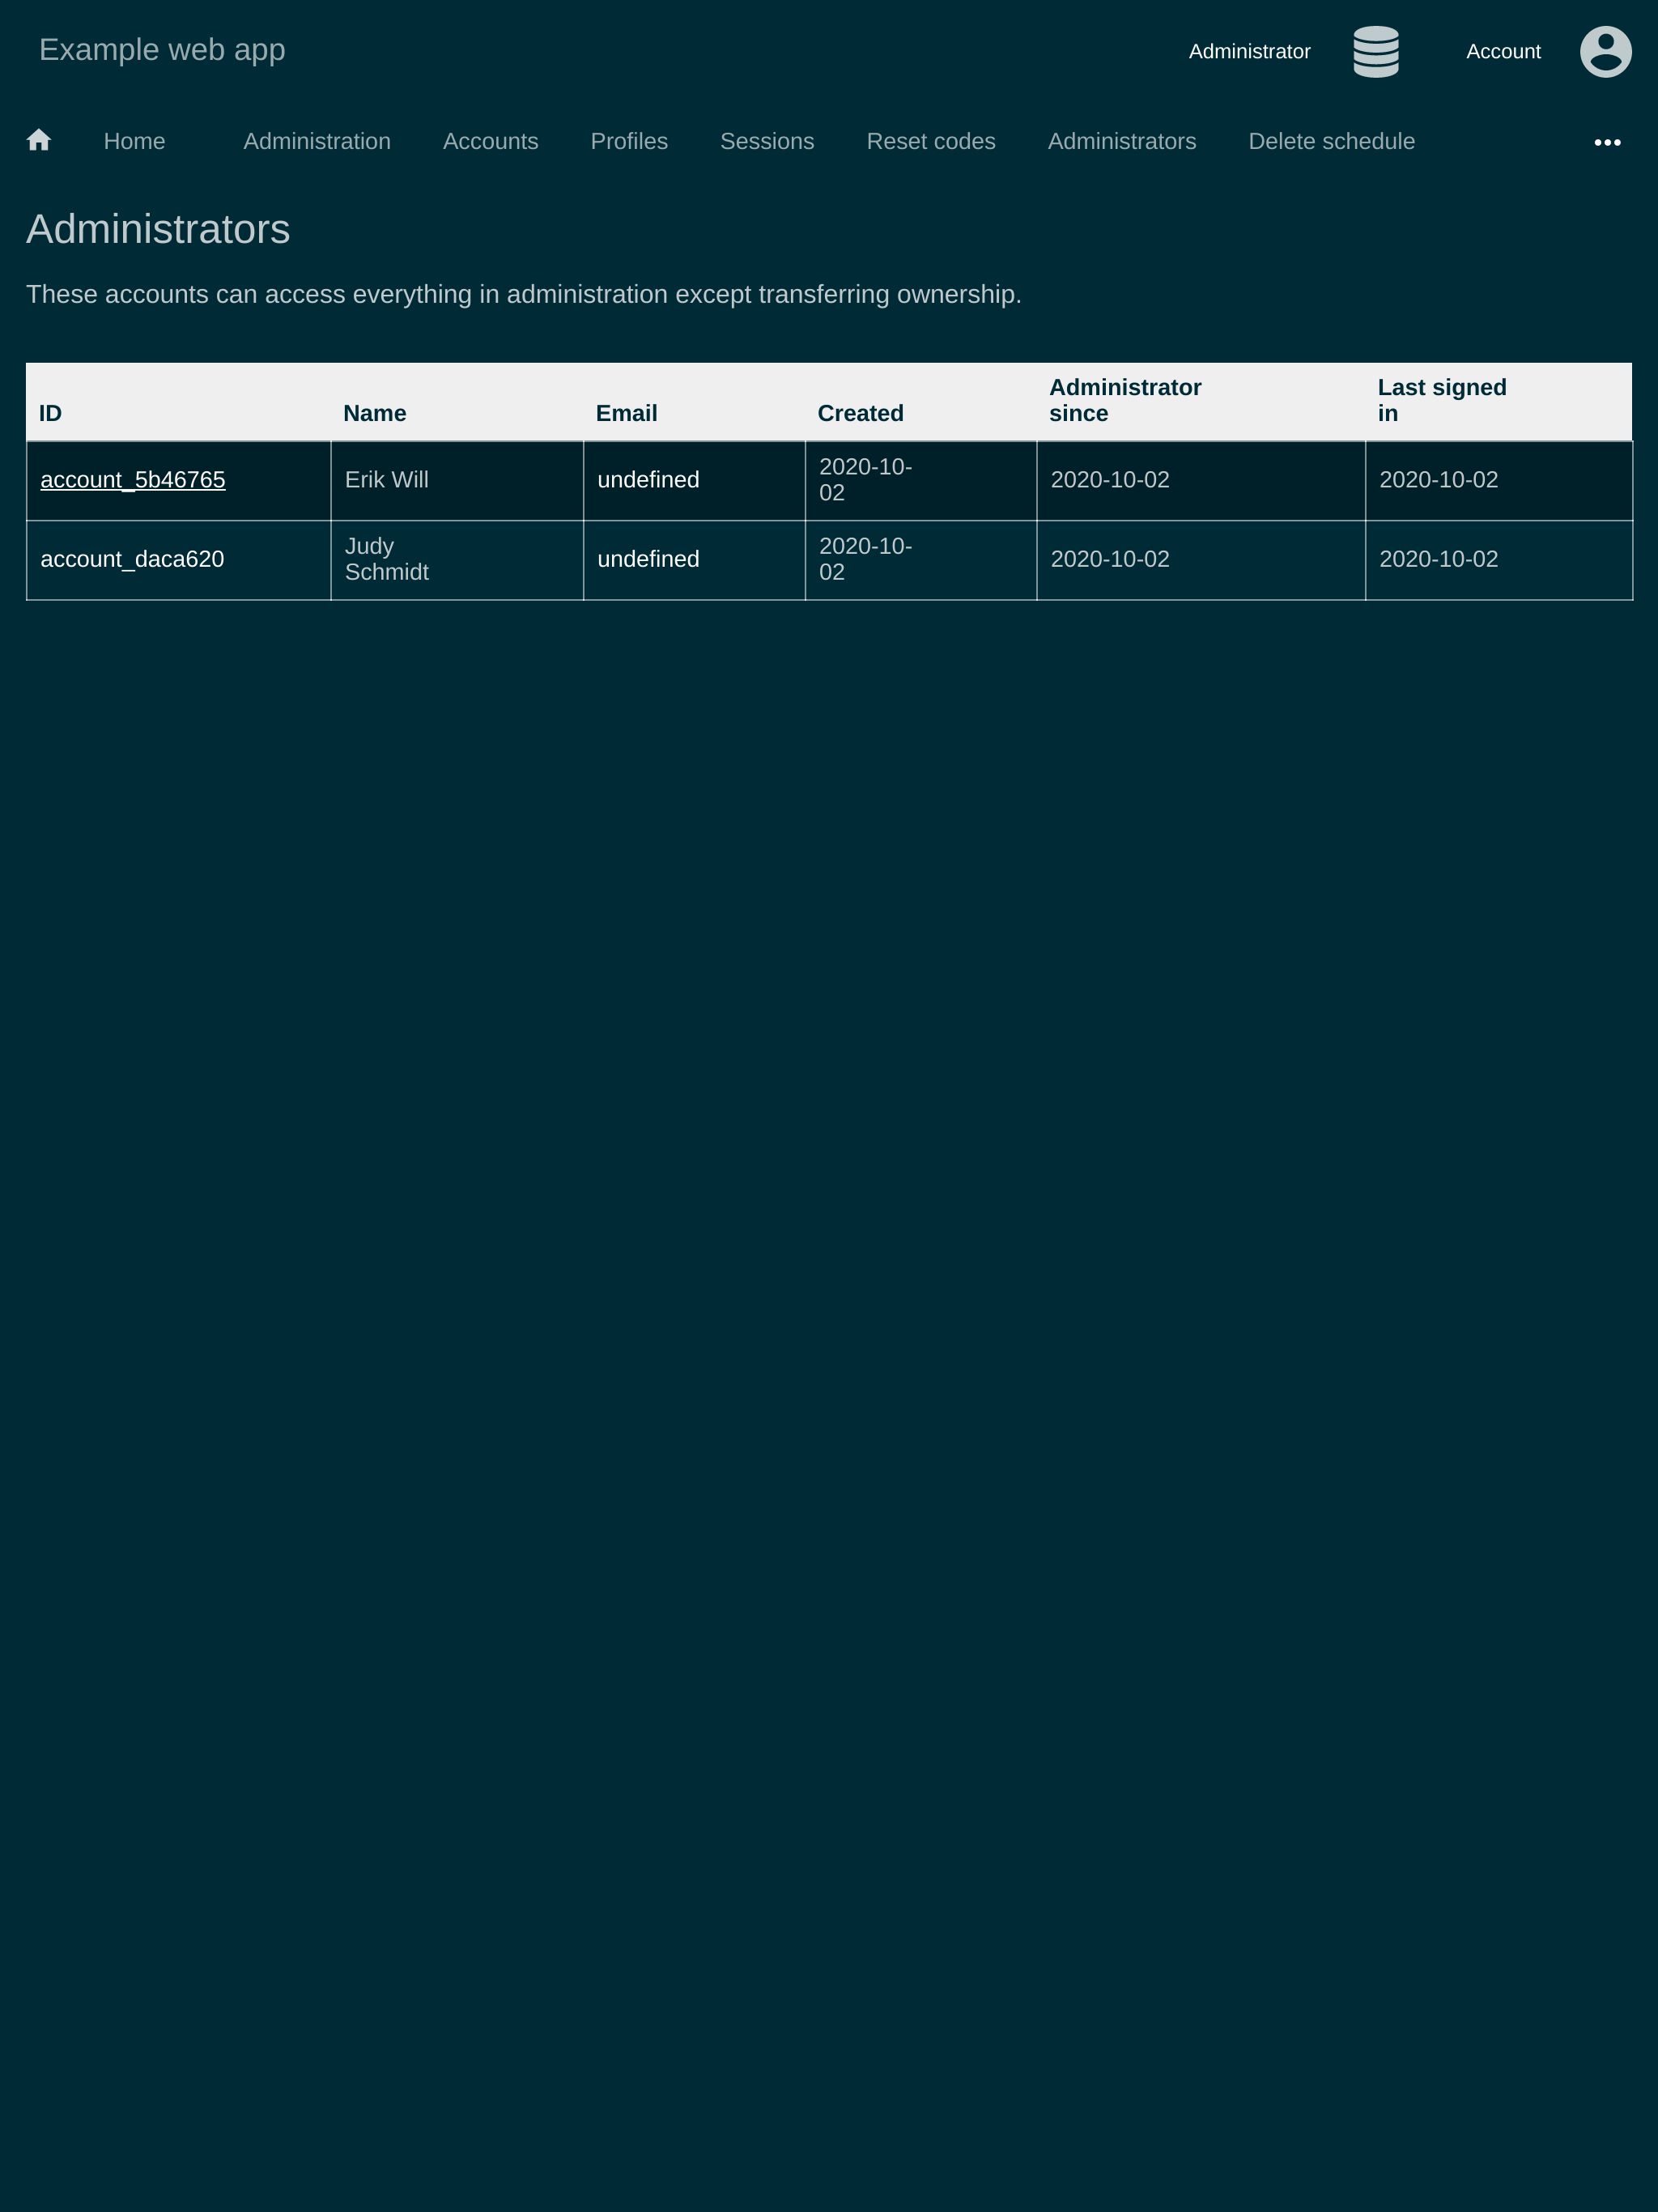 Example web app
Administrator
Account
Home Administration Accounts Profiles Sessions Reset codes Administrators Delete schedule
Administrators
These accounts can access everything in administration except transferring ownership.
ID Name Email Created Administrator since Last signed in
account_5b46765 Erik Will undefined 2020-10-02 2020-10-02 2020-10-02
account_daca620 Judy Schmidt undefined 2020-10-02 2020-10-02 2020-10-02